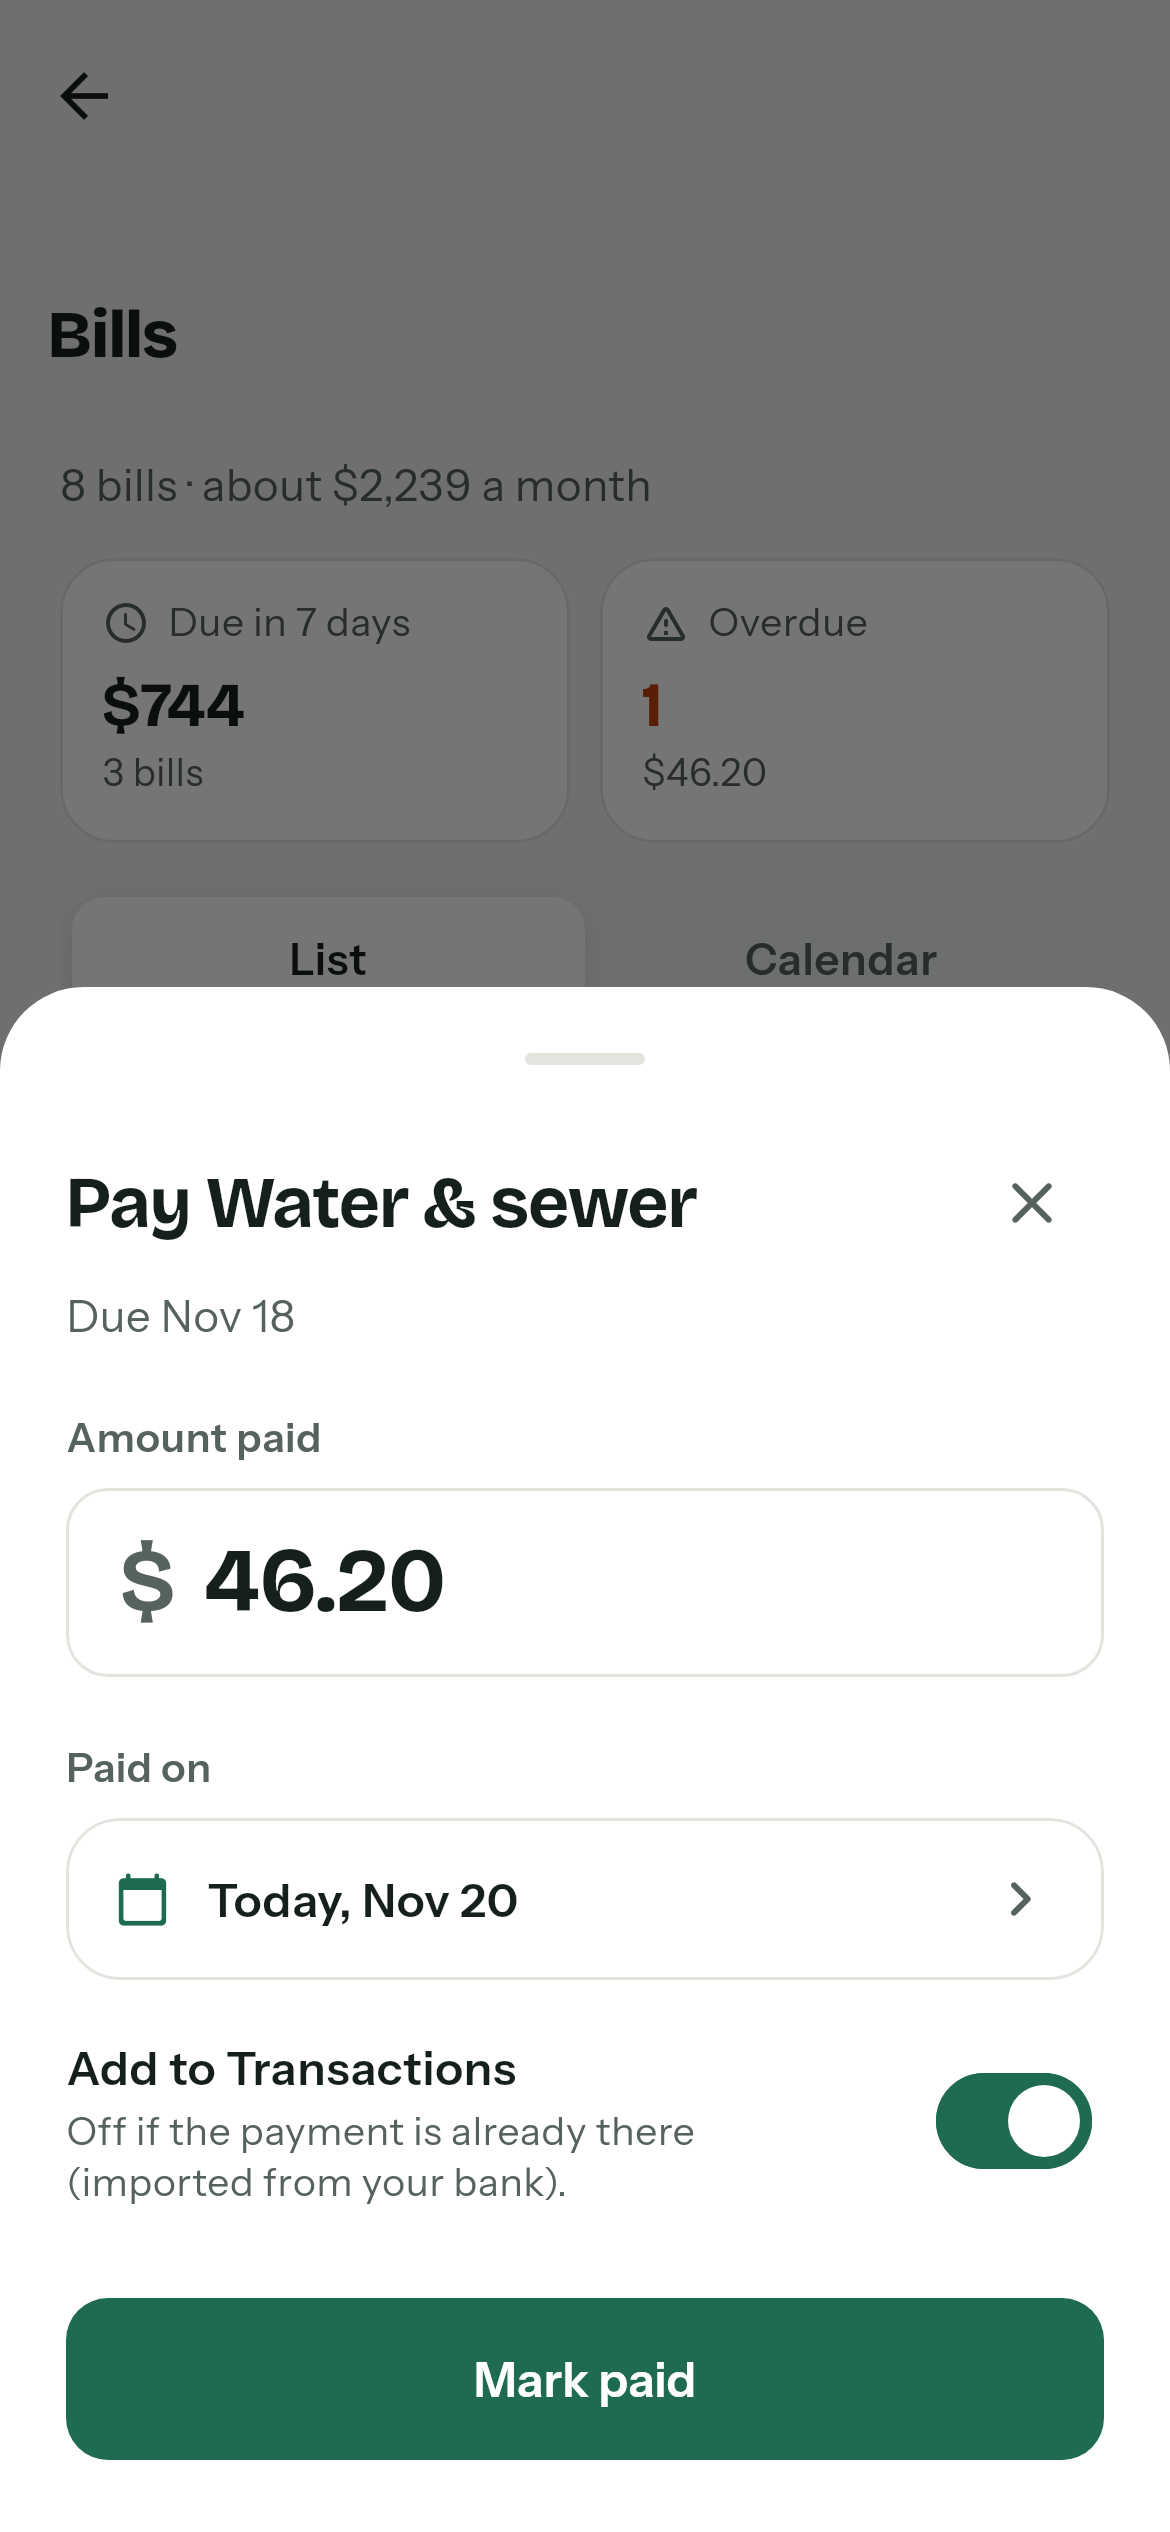 Bills
8 bills · about $2,239 a month
Due in 7 days
$744
3 bills
Overdue
1
$46.20
List
Calendar
Pay Water & sewer
Due Nov 18
Amount paid
$ 46.20
Paid on
Today, Nov 20
Add to Transactions
Off if the payment is already there
(imported from your bank).
Mark paid